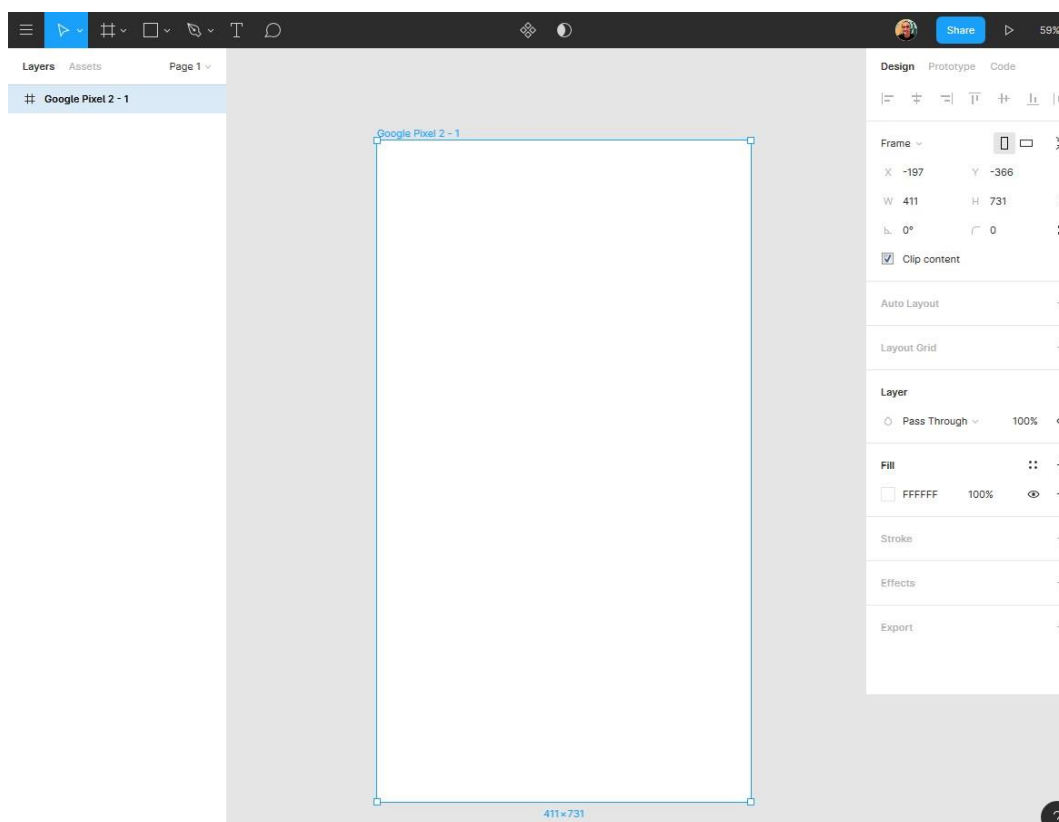 T
Share
59%
Layers Assets Page 1
Design Prototype Code
Google Pixel 2 - 1
Google Pixel 2 - 1
Frame
X -197 Y -366
W 411 H 731
0° 0
Clip content
Auto Layout
Layout Grid
Layer
Pass Through 100%
Fill
FFFFFF 100%
Stroke
Effects
Export
411×731
?